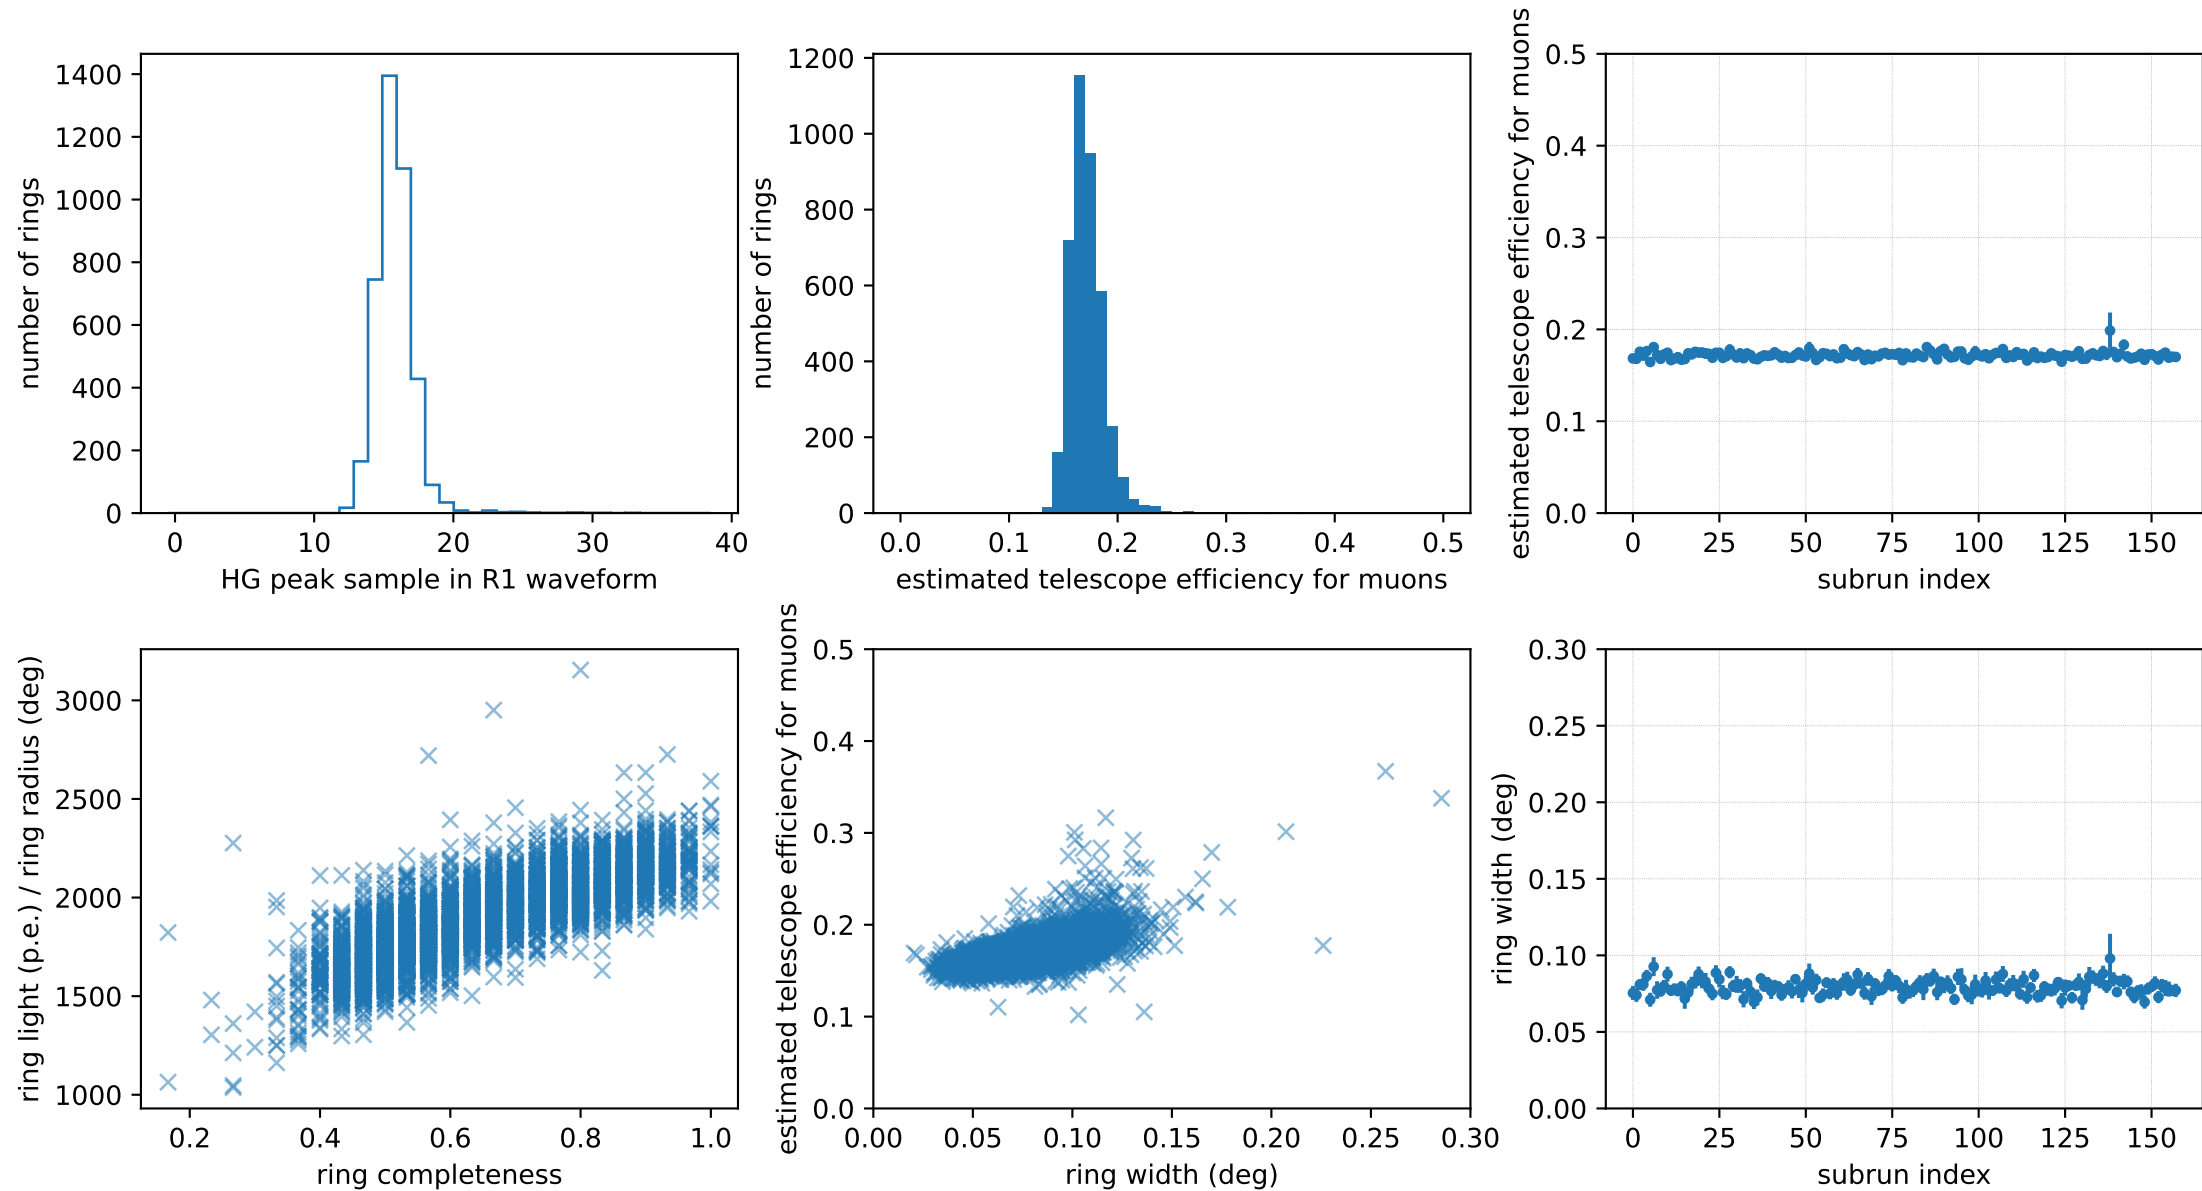 number of rings
1400
1200
1000
800
600
400
200
0
0 10 20 30 40
HG peak sample in R1 waveform
number of rings
1200
1000
800
600
400
200
0
0.0 0.1 0.2 0.3 0.4 0.5
estimated telescope efficiency for muons
estimated telescope efficiency for muons
0.5
0.4
0.3
0.2
0.1
0.0
0 25 50 75 100 125 150
subrun index
ring light (p.e.) / ring radius (deg)
3000
2500
2000
1500
1000
0.2 0.4 0.6 0.8 1.0
ring completeness
estimated telescope efficiency for muons
0.5
0.4
0.3
0.2
0.1
0.0
0.00 0.05 0.10 0.15 0.20 0.25 0.30
ring width (deg)
ring width (deg)
0.30
0.25
0.20
0.15
0.10
0.05
0.00
0 25 50 75 100 125 150
subrun index